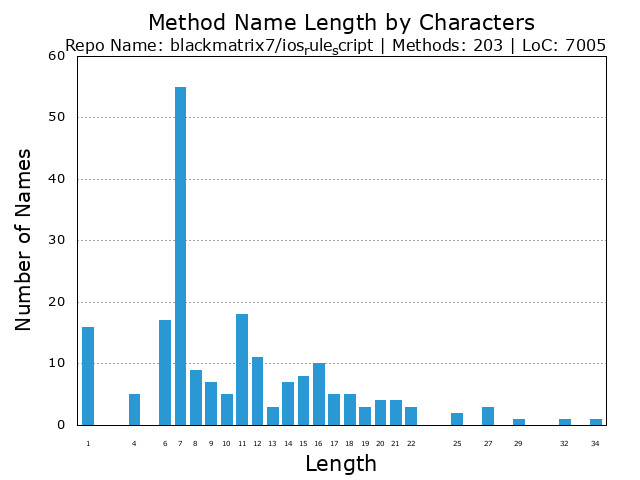 Method Name Length by Characters
Repo Name: blackmatrix7/ios_rule_script | Methods: 203 | LoC: 7005
60
50
40
30
20
10
0
Number of Names
1 4 6 7 8 9 10 11 12 13 14 15 16 17 18 19 20 21 22 25 27 29 32 34
Length